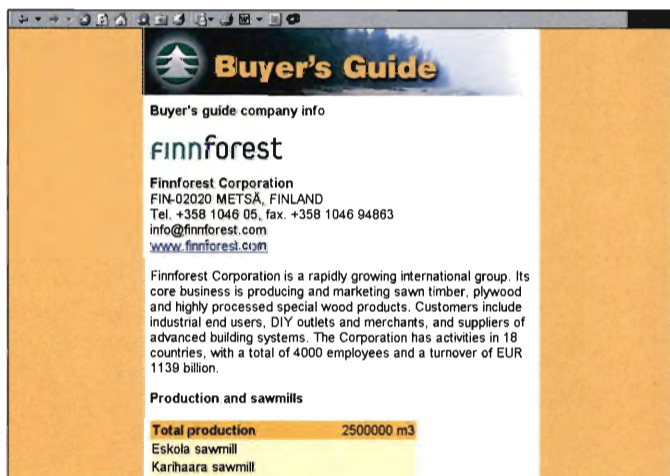 Buyer's Guide
Buyer's guide company info
Finnforest
Finnforest Corporation
FIN-02020 METSÄ, FINLAND
Tel. +358 1046 05, fax. +358 1046 94863
info@finnforest.com
www.finnforest.com
Finnforest Corporation is a rapidly growing international group. Its
core business is producing and marketing sawn timber, plywood
and highly processed special wood products. Customers include
industrial end users, DIY outlets and merchants, and suppliers of
advanced building systems. The Corporation has activities in 18
countries, with a total of 4000 employees and a turnover of EUR
1139 billion.
Production and sawmills
Total production 2500000 m3
Eskola sawmill
Karihaara sawmill